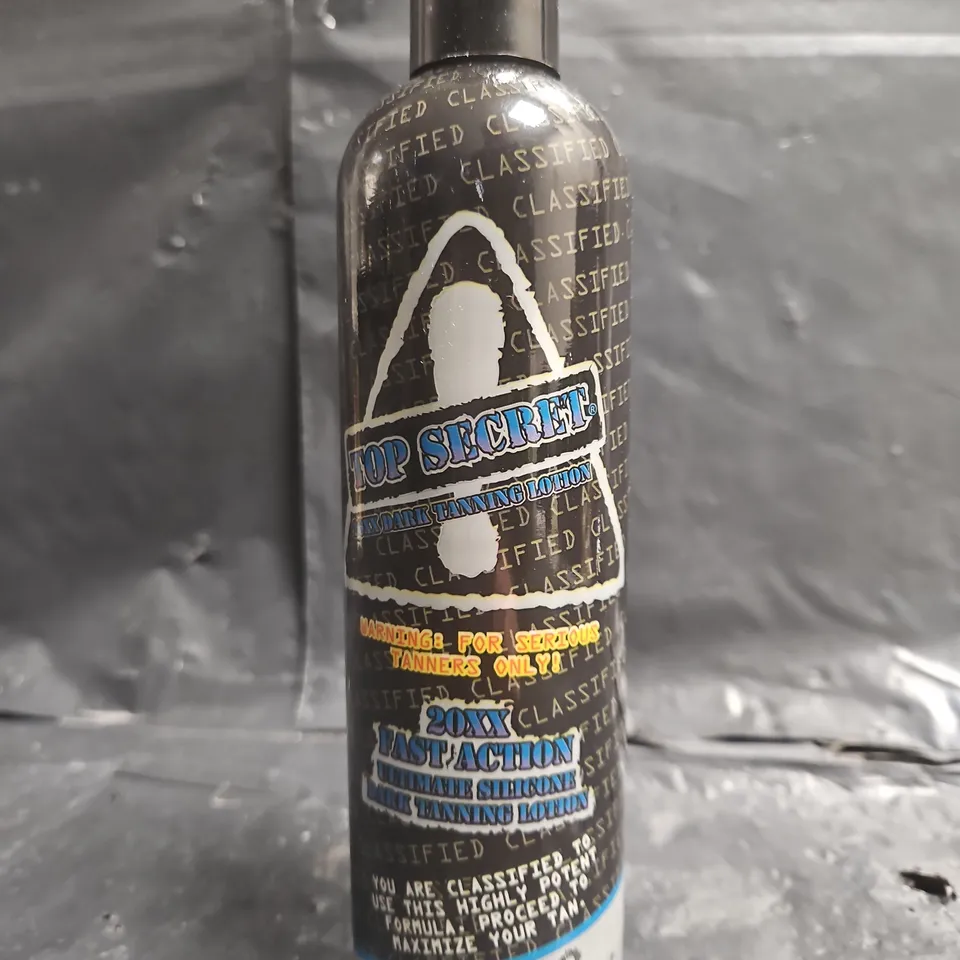 CLASSIFIED
TOP SECRET®
DARK TANNING LOTION
WARNING: FOR SERIOUS
TANNERS ONLY!
20XX
FAST ACTION
ULTIMATE SILICONE
DARK TANNING LOTION
YOU ARE CLASSIFIED TO
USE THIS HIGHLY POTENT
FORMULA. PROCEED TO
MAXIMIZE YOUR TAN.